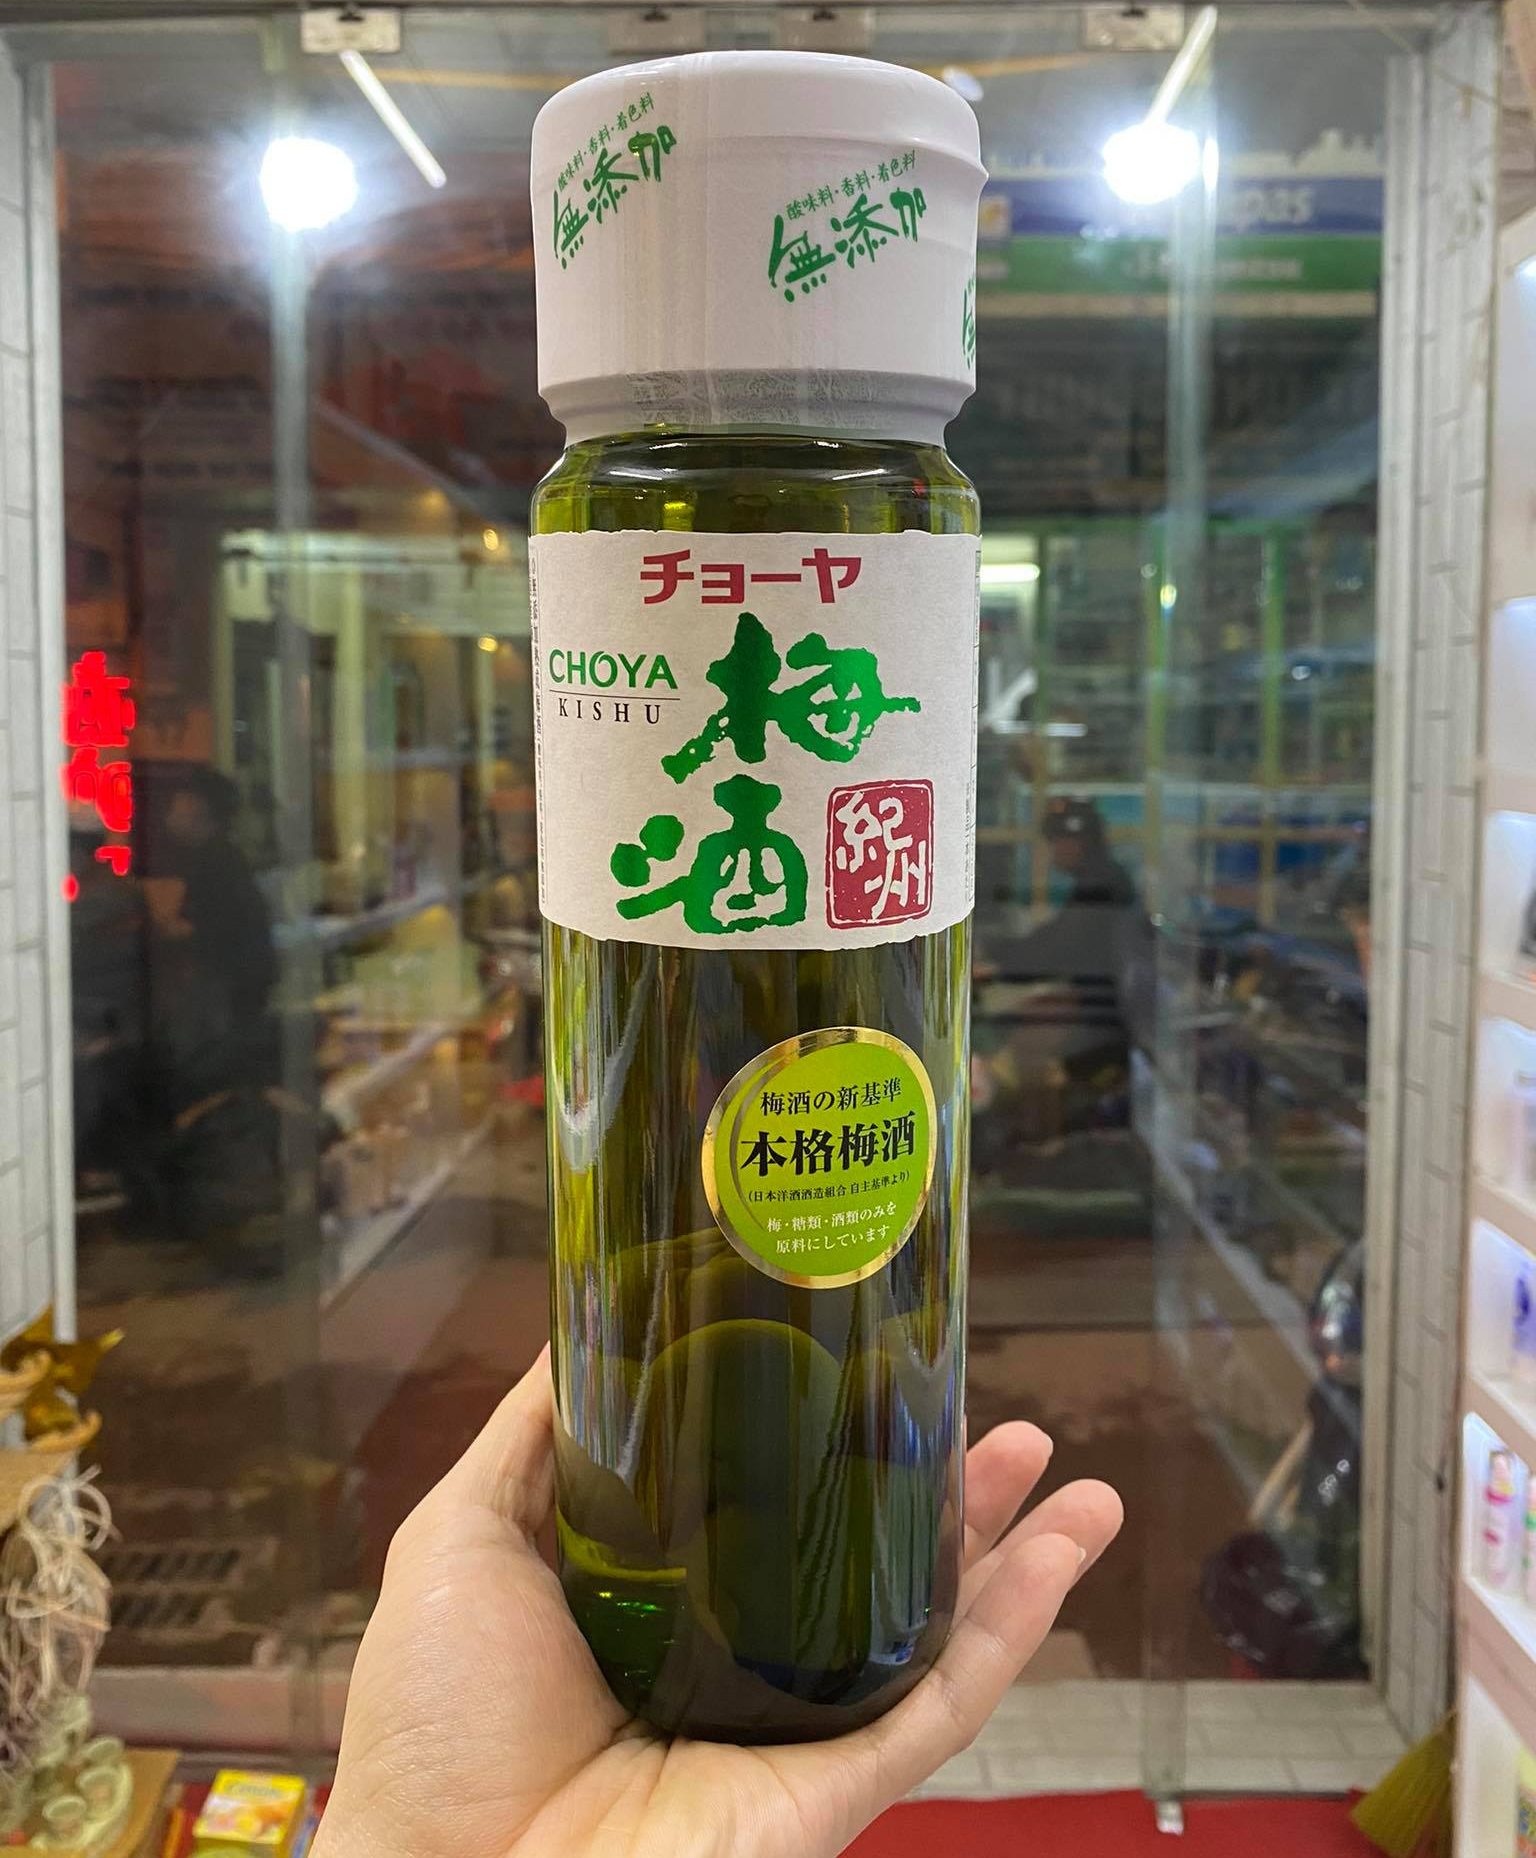 酸味料・香料・着色料
無添加
酸味料・香料・着色料
無添加
チョーヤ
CHOYA
KISHU
梅
酒
紀州
梅酒の新基準
本格梅酒
(日本洋酒酒造組合 自主基準より)
梅・糖類・酒類のみを
原料にしています